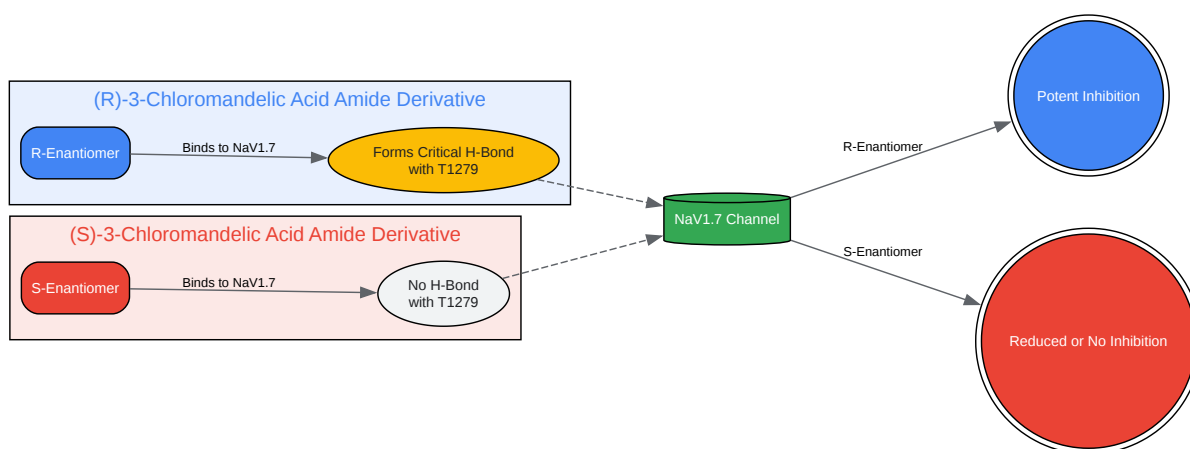 (R)-3-Chloromandelic Acid Amide Derivative
R-Enantiomer
Binds to NaV1.7
Forms Critical H-Bond
with T1279
(S)-3-Chloromandelic Acid Amide Derivative
S-Enantiomer
Binds to NaV1.7
No H-Bond
with T1279
NaV1.7 Channel
R-Enantiomer
Potent Inhibition
S-Enantiomer
Reduced or No Inhibition